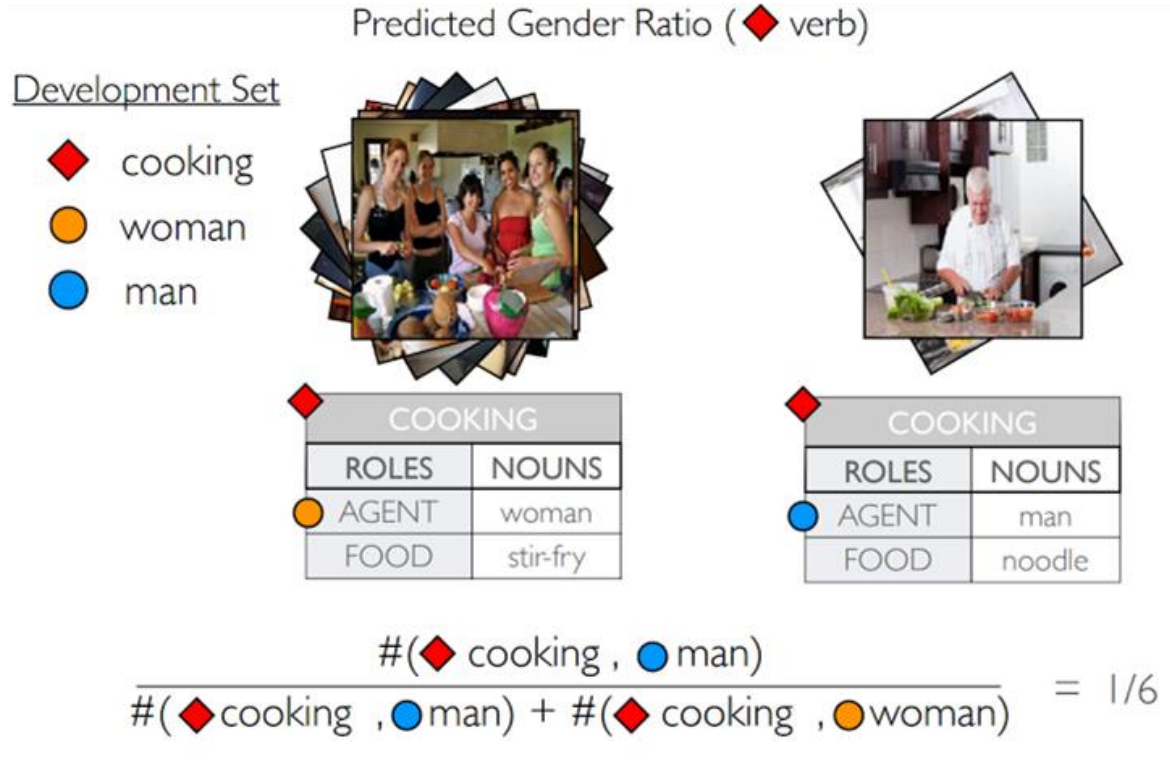 Predicted Gender Ratio ( verb)
Development Set
cooking
woman
man
COOKING
ROLES NOUNS
AGENT woman
FOOD stir-fry
COOKING
ROLES NOUNS
AGENT man
FOOD noodle
#( cooking , man)
#( cooking , man) + #( cooking , woman)
= 1/6